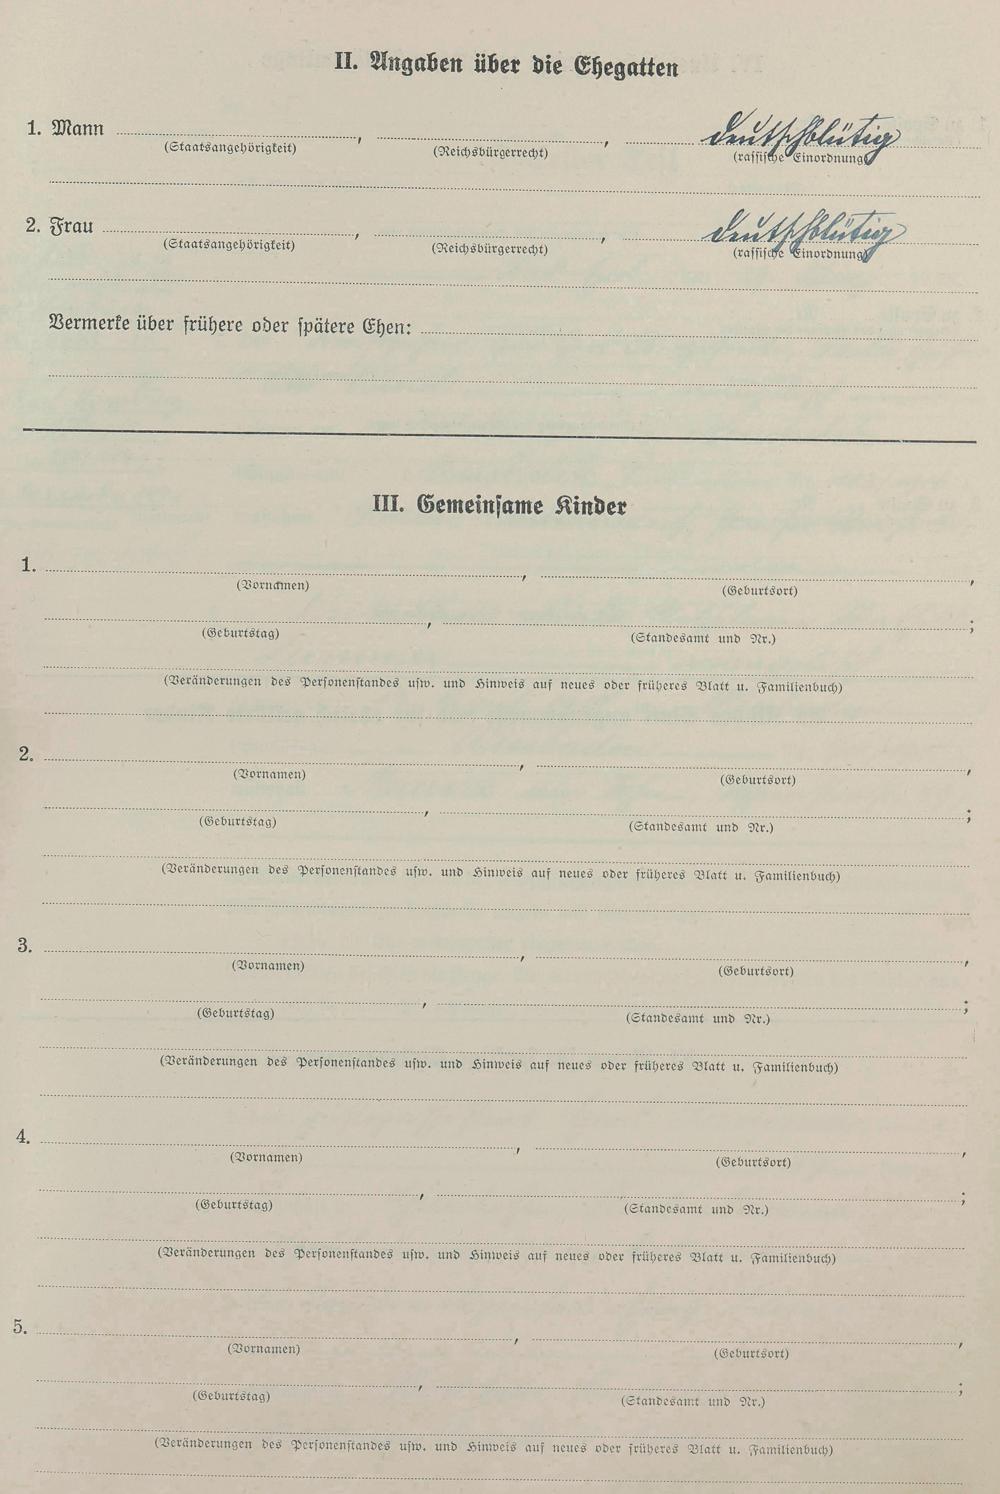 II. Angaben über die Ehegatten
1. Mann , , deutschblütig
(Staatsangehörigkeit) (Reichsbürgerrecht) (rassische Einordnung)
2. Frau , , deutschblütig
(Staatsangehörigkeit) (Reichsbürgerrecht) (rassische Einordnung)
Vermerke über frühere oder spätere Ehen:
III. Gemeinsame Kinder
1. , ,
(Vornamen) (Geburtsort)
, ;
(Geburtstag) (Standesamt und Nr.)
(Veränderungen des Personenstandes usw. und Hinweis auf neues oder früheres Blatt u. Familienbuch)
2. , ,
(Vornamen) (Geburtsort)
, ;
(Geburtstag) (Standesamt und Nr.)
(Veränderungen des Personenstandes usw. und Hinweis auf neues oder früheres Blatt u. Familienbuch)
3. , ,
(Vornamen) (Geburtsort)
, ;
(Geburtstag) (Standesamt und Nr.)
(Veränderungen des Personenstandes usw. und Hinweis auf neues oder früheres Blatt u. Familienbuch)
4. , ,
(Vornamen) (Geburtsort)
, ;
(Geburtstag) (Standesamt und Nr.)
(Veränderungen des Personenstandes usw. und Hinweis auf neues oder früheres Blatt u. Familienbuch)
5. , ,
(Vornamen) (Geburtsort)
, ;
(Geburtstag) (Standesamt und Nr.)
(Veränderungen des Personenstandes usw. und Hinweis auf neues oder früheres Blatt u. Familienbuch)